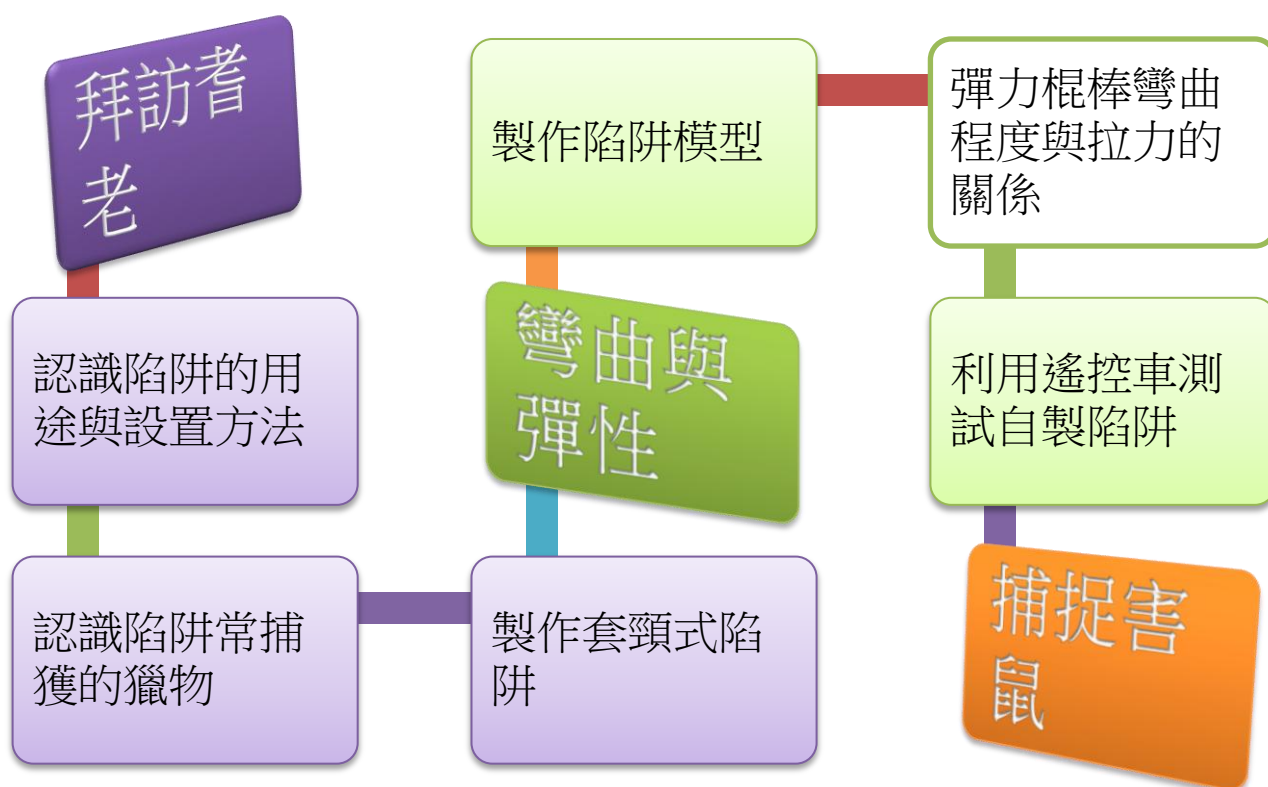 拜訪耆
老
認識陷阱的用
途與設置方法
認識陷阱常捕
獲的獵物
製作套頸式陷
阱
彎曲與
彈性
製作陷阱模型
彈力棍棒彎曲
程度與拉力的
關係
利用遙控車測
試自製陷阱
捕捉害
鼠